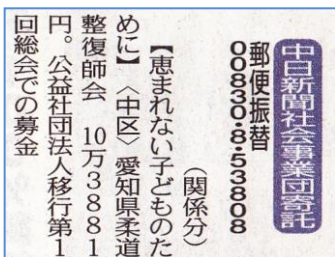 中日新聞社会事業団寄託
郵便振替
00830・8・53808
(関係分)
【恵まれない子どものた
めに】〈中区〉愛知県柔道
整復師会 10万3881
円。公益社団法人移行第1
回総会での募金